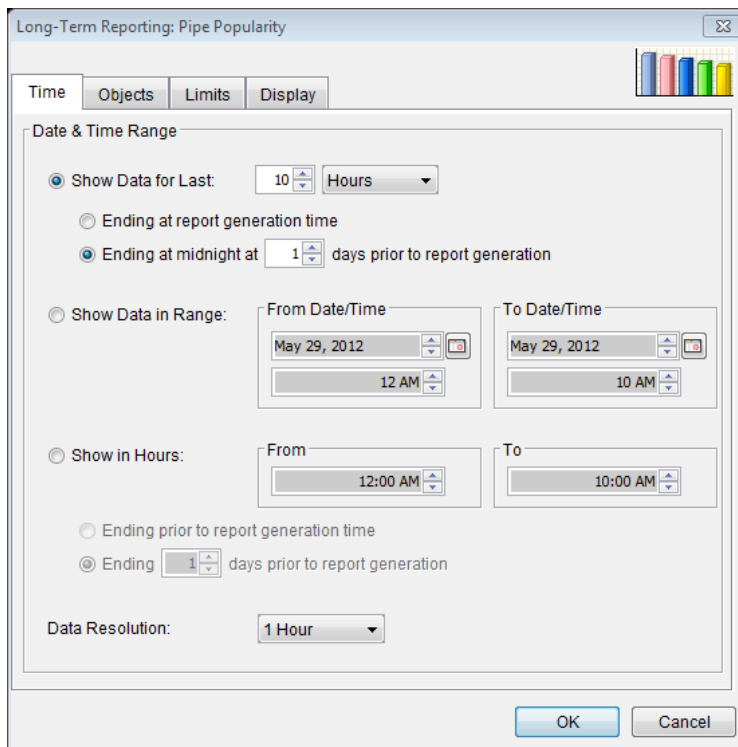 Long-Term Reporting: Pipe Popularity
Time Objects Limits Display
Date & Time Range
Show Data for Last: 10 Hours
Ending at report generation time
Ending at midnight at 1 days prior to report generation
Show Data in Range: From Date/Time To Date/Time
May 29, 2012 May 29, 2012
12 AM 10 AM
Show in Hours: From To
12:00 AM 10:00 AM
Ending prior to report generation time
Ending 1 days prior to report generation
Data Resolution: 1 Hour
OK Cancel